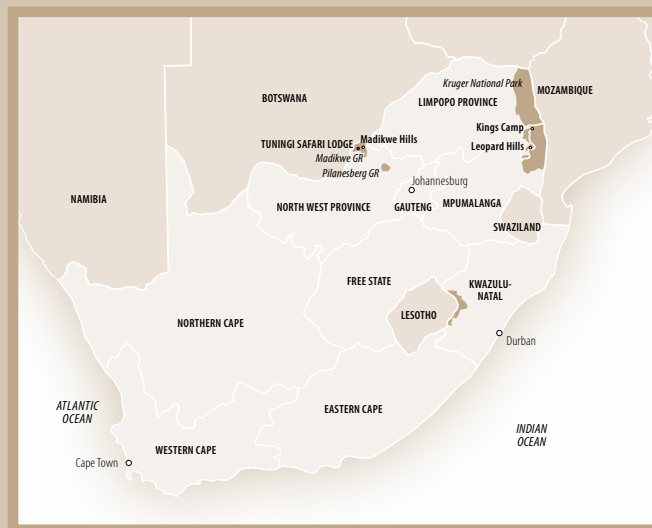 Kruger National Park
MOZAMBIQUE
BOTSWANA
LIMPOPO PROVINCE
Kings Camp
Madikwe Hills
TUNINGI SAFARI LODGE
Leopard Hills
Madikwe GR
Pilanesberg GR
Johannesburg
NAMIBIA
NORTH WEST PROVINCE
GAUTENG
MPUMALANGA
SWAZILAND
FREE STATE
KWAZULU-
NATAL
LESOTHO
NORTHERN CAPE
Durban
ATLANTIC
OCEAN
EASTERN CAPE
INDIAN
OCEAN
WESTERN CAPE
Cape Town